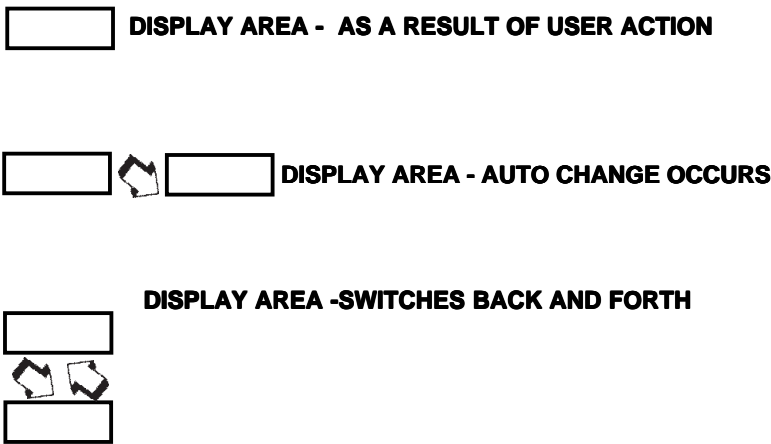 DISPLAY AREA - AS A RESULT OF USER ACTION
DISPLAY AREA - AUTO CHANGE OCCURS
DISPLAY AREA -SWITCHES BACK AND FORTH